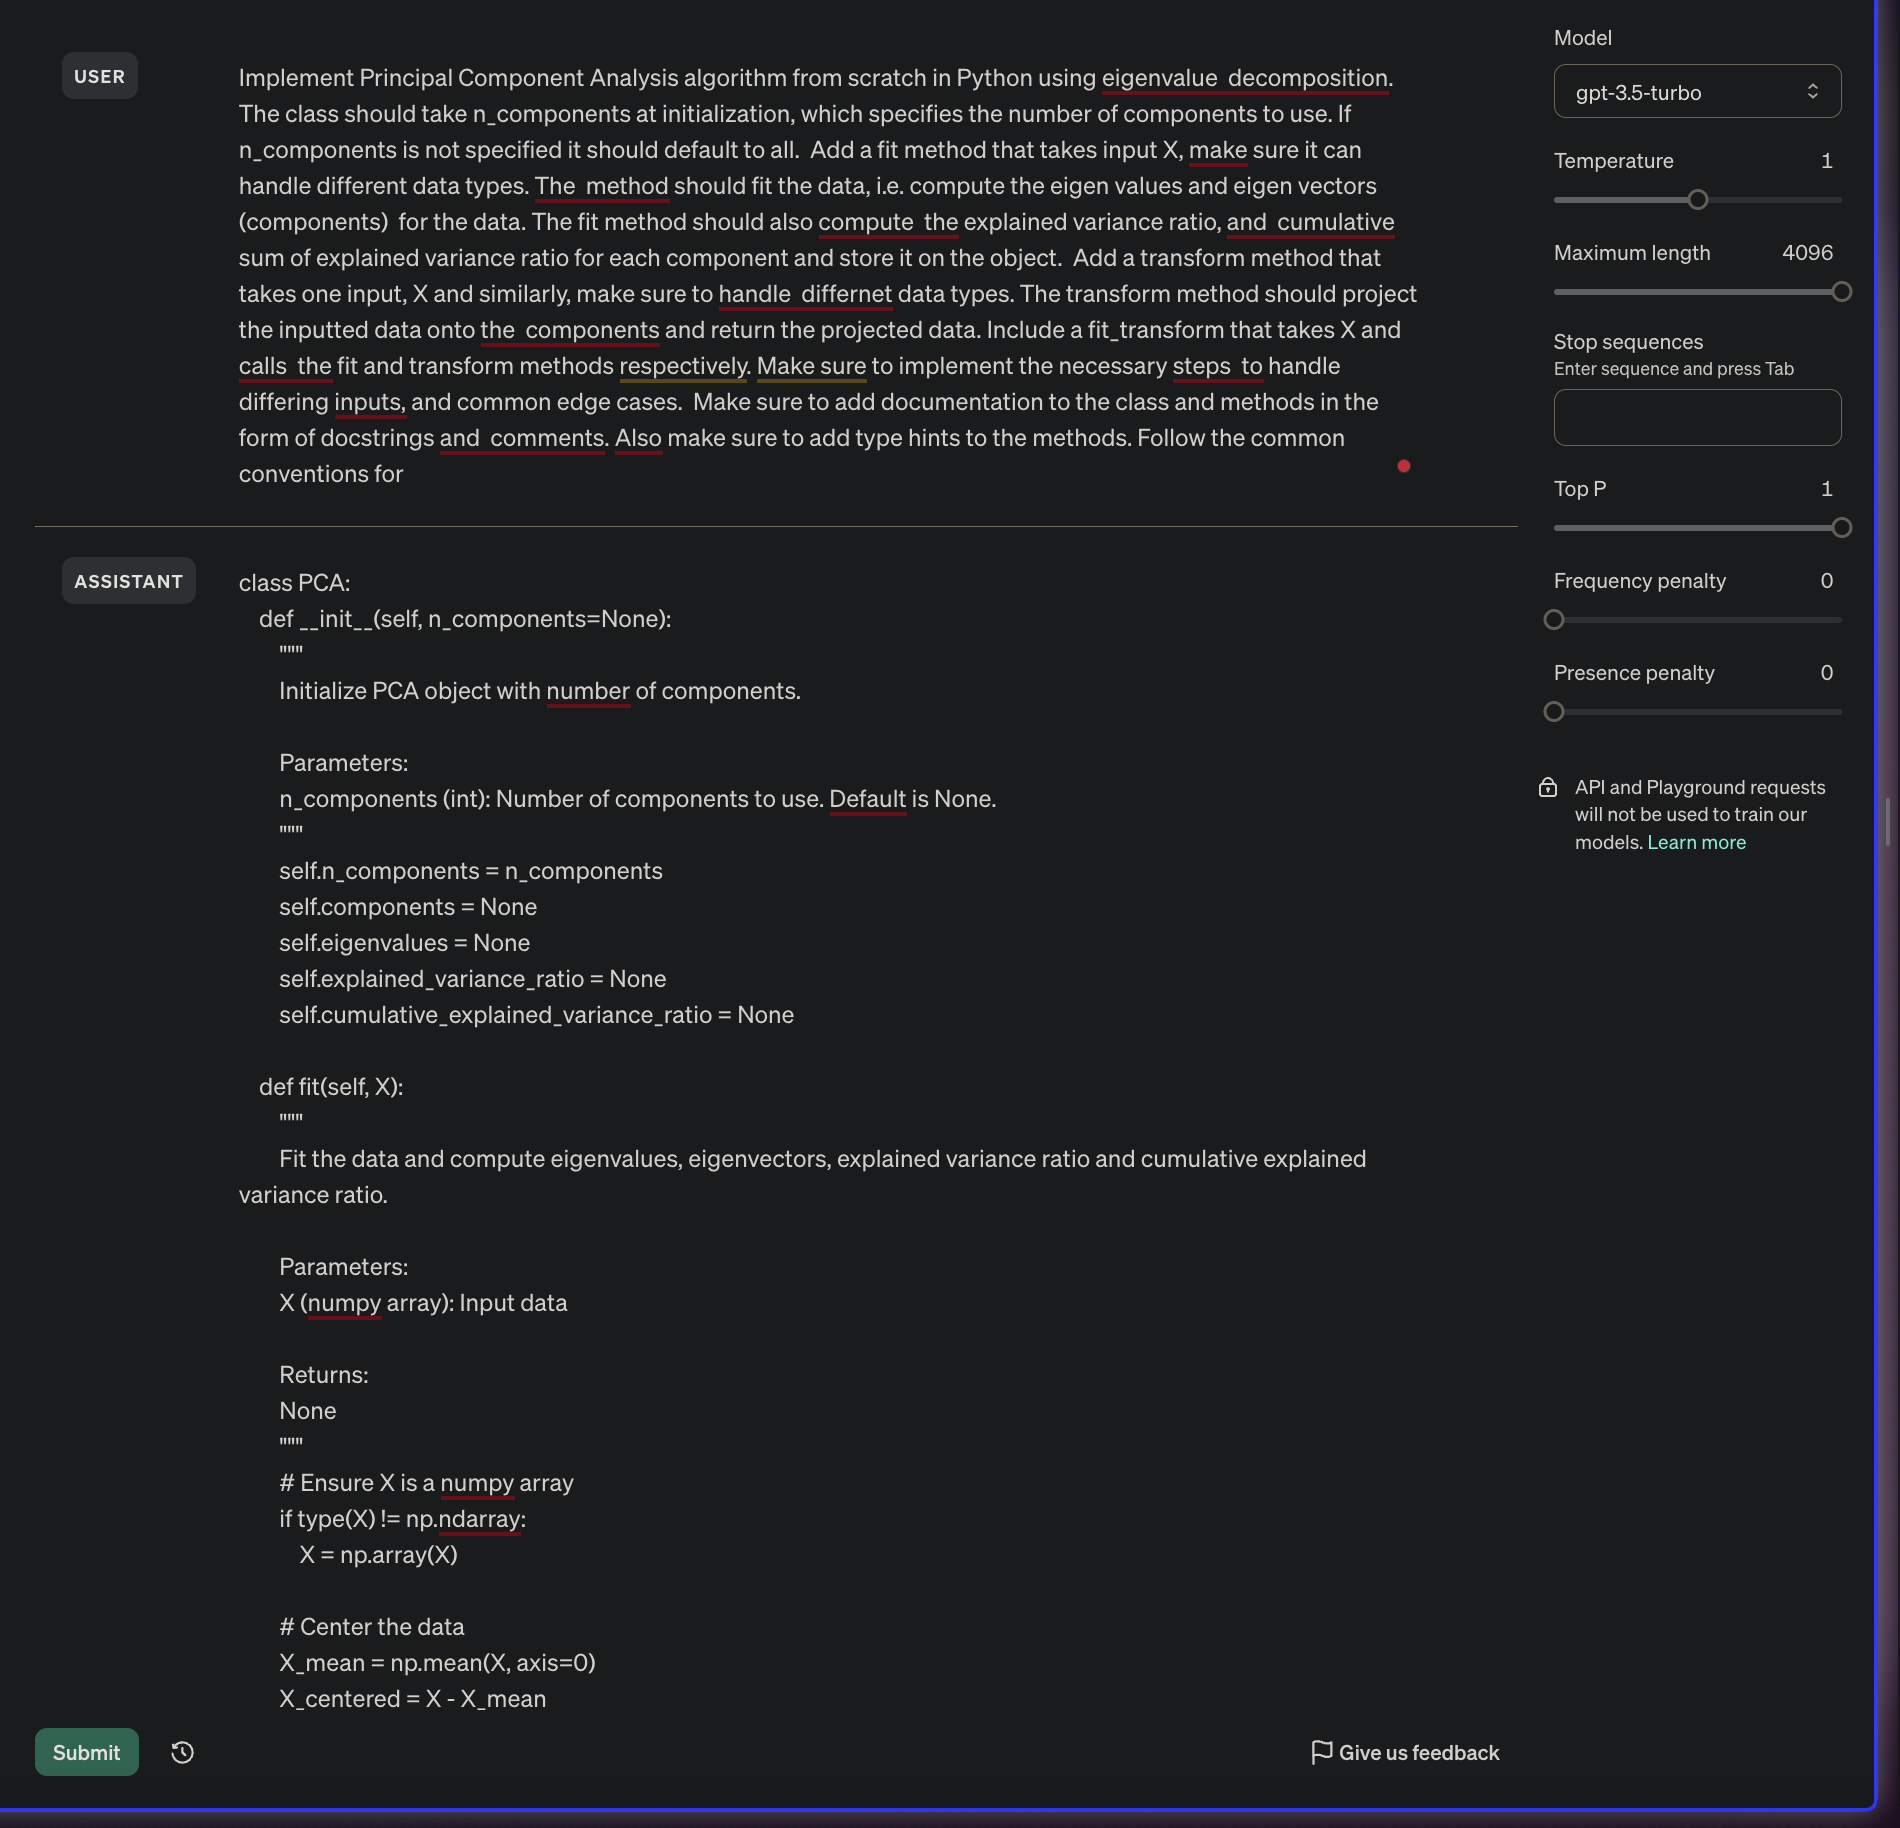 USER
Implement Principal Component Analysis algorithm from scratch in Python using eigenvalue  decomposition.
The class should take n_components at initialization, which specifies the number of components to use. If
n_components is not specified it should default to all.  Add a fit method that takes input X, make sure it can
handle different data types. The  method should fit the data, i.e. compute the eigen values and eigen vectors
(components)  for the data. The fit method should also compute  the explained variance ratio, and  cumulative
sum of explained variance ratio for each component and store it on the object.  Add a transform method that
takes one input, X and similarly, make sure to handle  differnet data types. The transform method should project
the inputted data onto the  components and return the projected data. Include a fit_transform that takes X and
calls  the fit and transform methods respectively. Make sure to implement the necessary steps  to handle
differing inputs, and common edge cases.  Make sure to add documentation to the class and methods in the
form of docstrings and  comments. Also make sure to add type hints to the methods. Follow the common
conventions for
ASSISTANT
class PCA:
def __init__(self, n_components=None):
"""
Initialize PCA object with number of components.
Parameters:
n_components (int): Number of components to use. Default is None.
"""
self.n_components = n_components
self.components = None
self.eigenvalues = None
self.explained_variance_ratio = None
self.cumulative_explained_variance_ratio = None
def fit(self, X):
"""
Fit the data and compute eigenvalues, eigenvectors, explained variance ratio and cumulative explained
variance ratio.
Parameters:
X (numpy array): Input data
Returns:
None
"""
# Ensure X is a numpy array
if type(X) != np.ndarray:
X = np.array(X)
# Center the data
X_mean = np.mean(X, axis=0)
X_centered = X - X_mean
Submit
Give us feedback
Model
gpt-3.5-turbo
Temperature 1
Maximum length 4096
Stop sequences
Enter sequence and press Tab
Top P 1
Frequency penalty 0
Presence penalty 0
API and Playground requests
will not be used to train our
models. Learn more